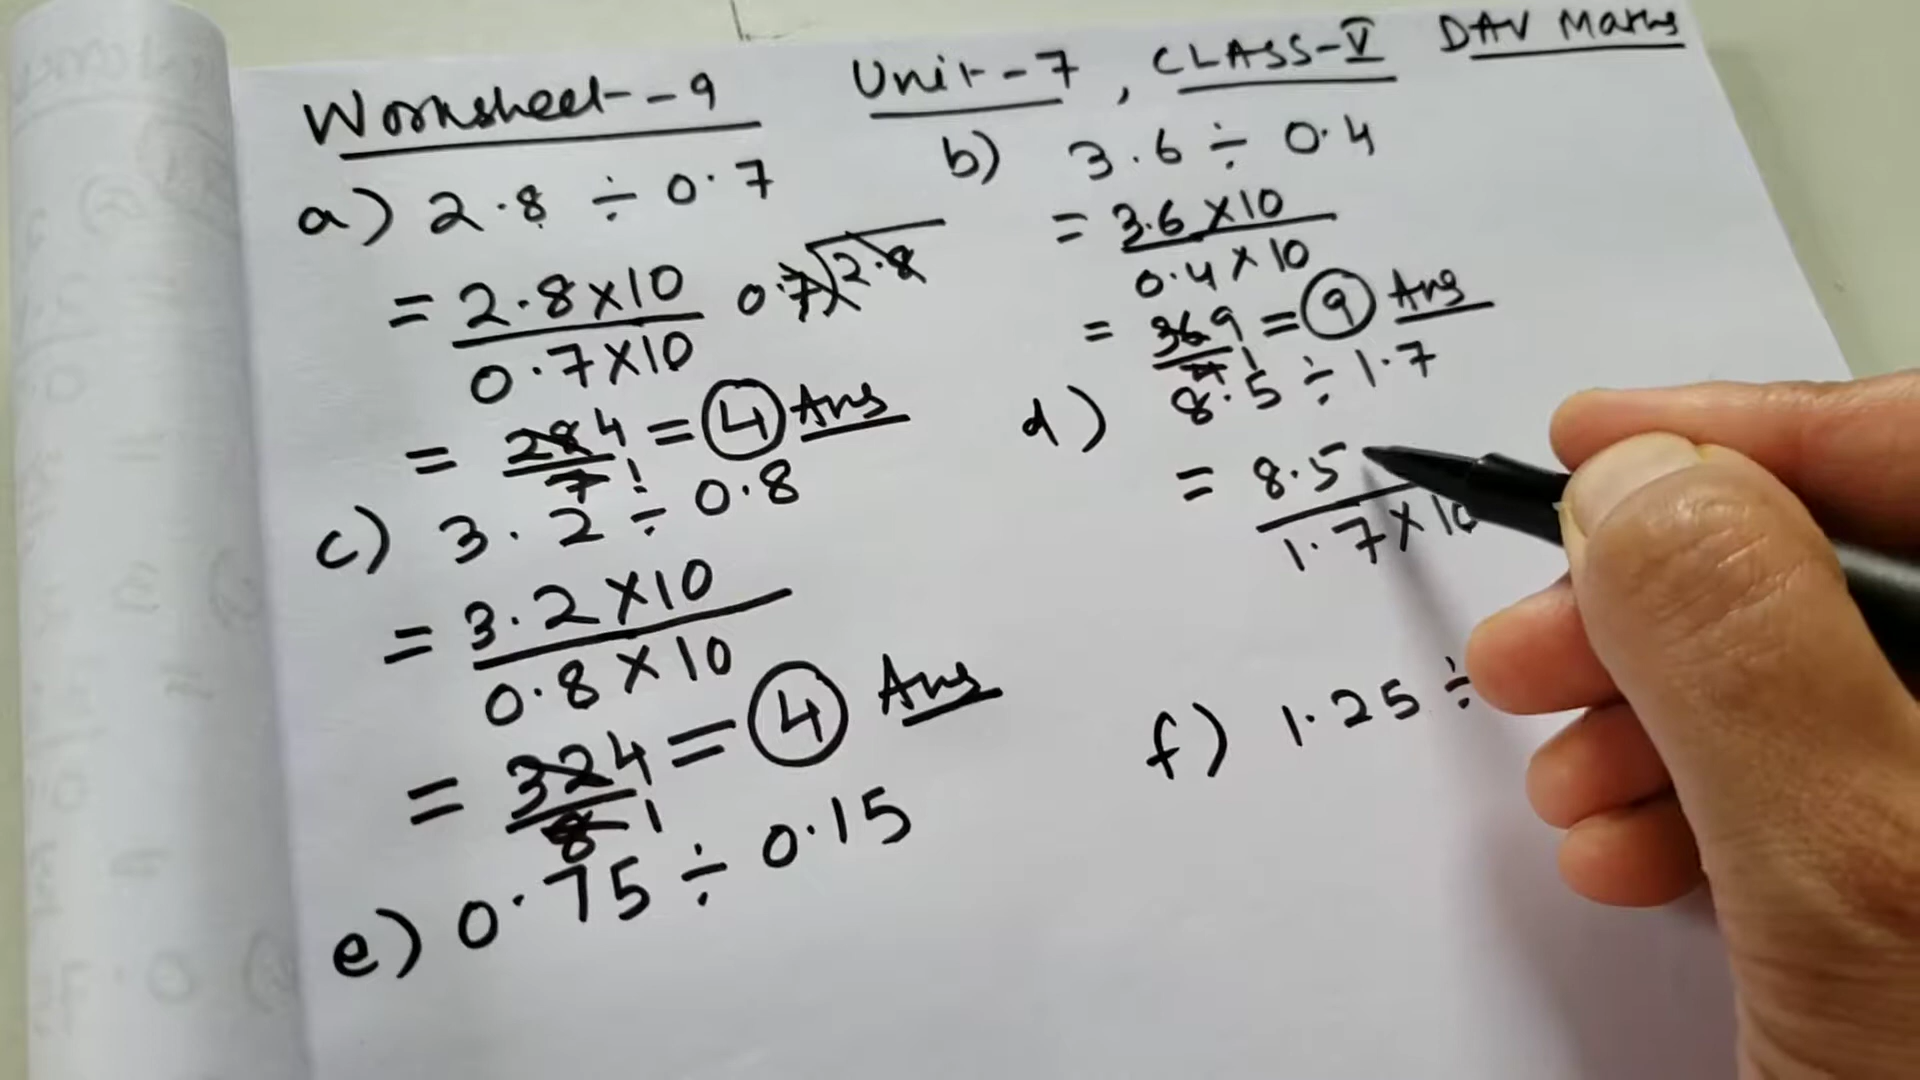 Worksheet-9 Unit-7, CLASS-V DAV Maths
a) 2.8 ÷ 0.7
= 2.8×10 0.7)2.8
0.7×10
= 28 4 = 4 Ans
7 1
b) 3.6 ÷ 0.4
= 3.6×10
0.4×10
= 36 9 = 9 Ans
4 1
c) 3.2 ÷ 0.8
= 3.2×10
0.8×10
= 32 4 = 4 Ans
8 1
d) 8.5 ÷ 1.7
= 8.5
1.7×10
e) 0.75 ÷ 0.15
f) 1.25 ÷